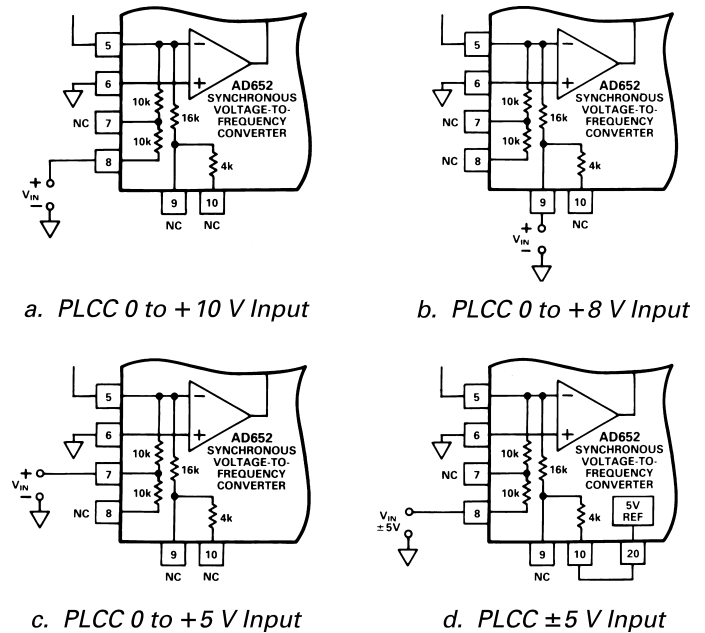 5
6
7
8
9
10
NC
NC
NC
10k
10k
16k
4k
AD652
SYNCHRONOUS
VOLTAGE-TO-
FREQUENCY
CONVERTER
+
VIN
−
−
+
a. PLCC 0 to +10 V Input
5
6
7
8
9
10
NC
NC
NC
10k
10k
16k
4k
AD652
SYNCHRONOUS
VOLTAGE-TO-
FREQUENCY
CONVERTER
+
VIN
−
−
+
b. PLCC 0 to +8 V Input
5
6
7
8
9
10
NC
NC
NC
10k
10k
16k
4k
AD652
SYNCHRONOUS
VOLTAGE-TO-
FREQUENCY
CONVERTER
+
VIN
−
−
+
c. PLCC 0 to +5 V Input
5
6
7
8
9
10
20
NC
NC
10k
10k
16k
4k
AD652
SYNCHRONOUS
VOLTAGE-TO-
FREQUENCY
CONVERTER
5V
REF
VIN
±5V
−
+
d. PLCC ±5 V Input